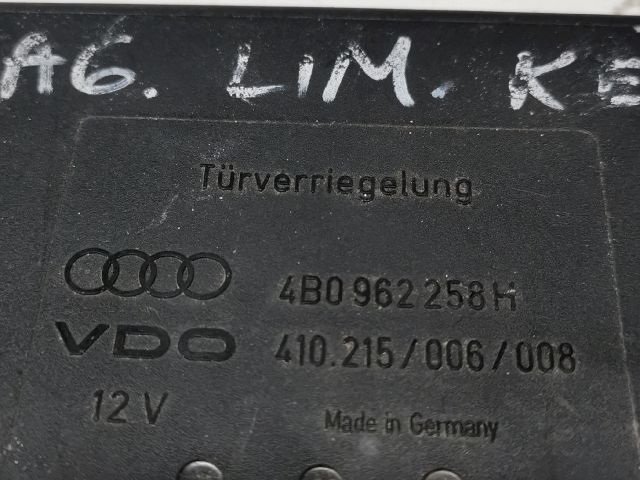 A6. LIM. KE
Türverriegelung
4B0 962 258 H
VDO 410.215/006/008
12 V Made in Germany